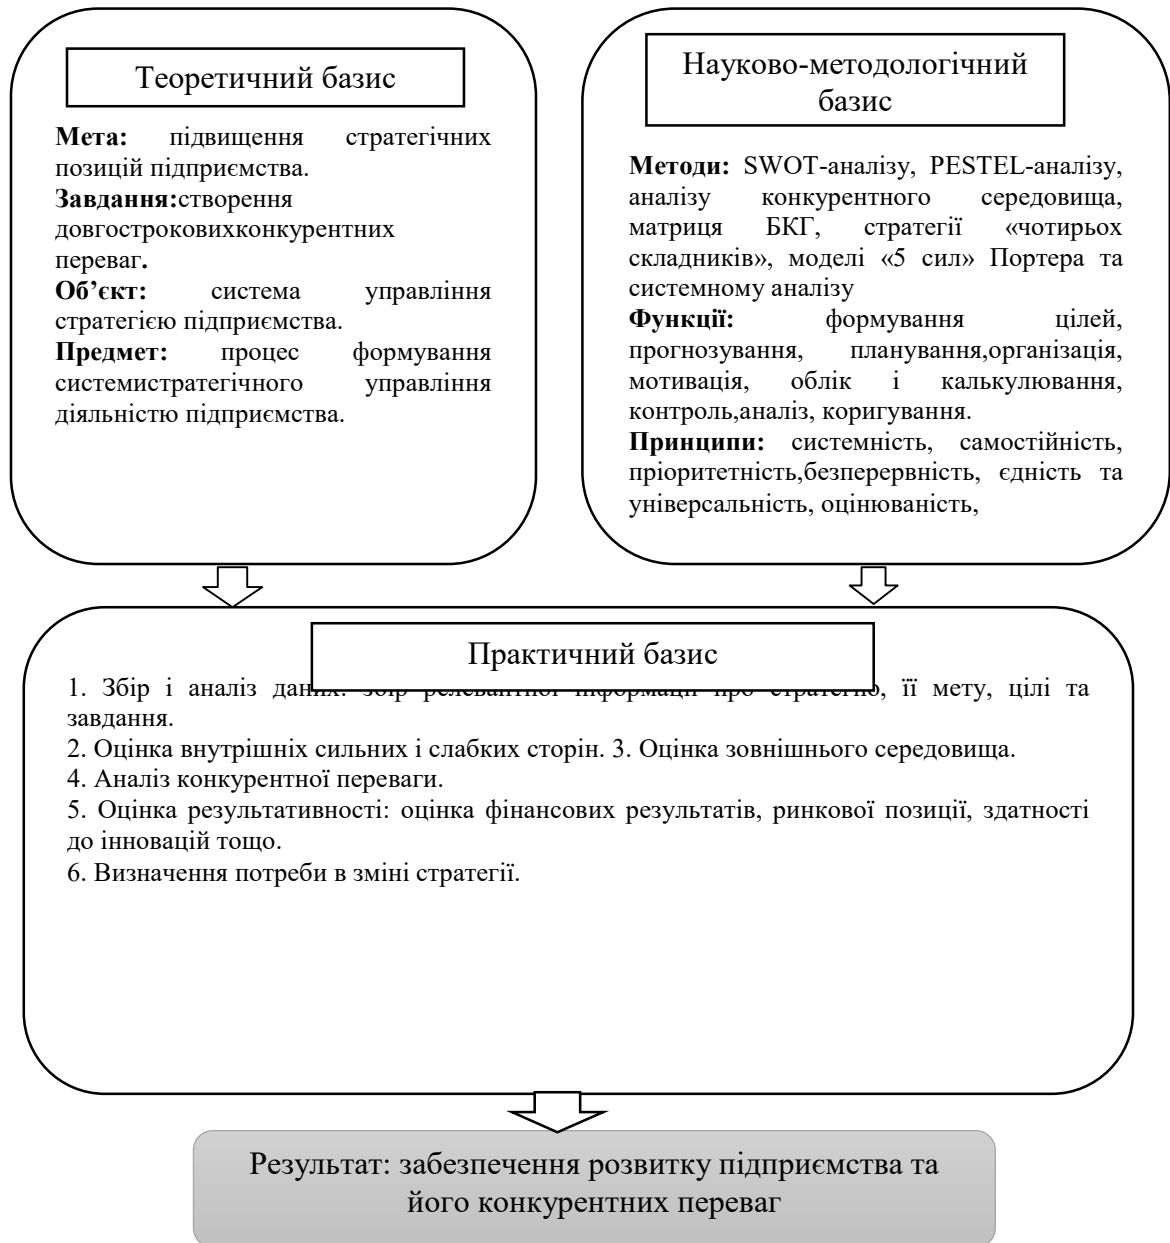 Теоретичний базис
Мета: підвищення стратегічних
позицій підприємства.
Завдання:створення
довгостроковихконкурентних
переваг.
Об’єкт: система управління
стратегією підприємства.
Предмет: процес формування
системистратегічного управління
діяльністю підприємства.
Науково-методологічний
базис
Методи: SWOT-аналізу, PESTEL-аналізу,
аналізу конкурентного середовища,
матриця БКГ, стратегії «чотирьох
складників», моделі «5 сил» Портера та
системному аналізу
Функції: формування цілей,
прогнозування, планування,організація,
мотивація, облік і калькулювання,
контроль,аналіз, коригування.
Принципи: системність, самостійність,
пріоритетність,безперервність, єдність та
універсальність, оцінюваність,
Практичний базис
1. Збір і аналіз даних: збір релевантної інформації про стратегію, її мету, цілі та
завдання.
2. Оцінка внутрішніх сильних і слабких сторін. 3. Оцінка зовнішнього середовища.
4. Аналіз конкурентної переваги.
5. Оцінка результативності: оцінка фінансових результатів, ринкової позиції, здатності
до інновацій тощо.
6. Визначення потреби в зміні стратегії.
Результат: забезпечення розвитку підприємства та
його конкурентних переваг